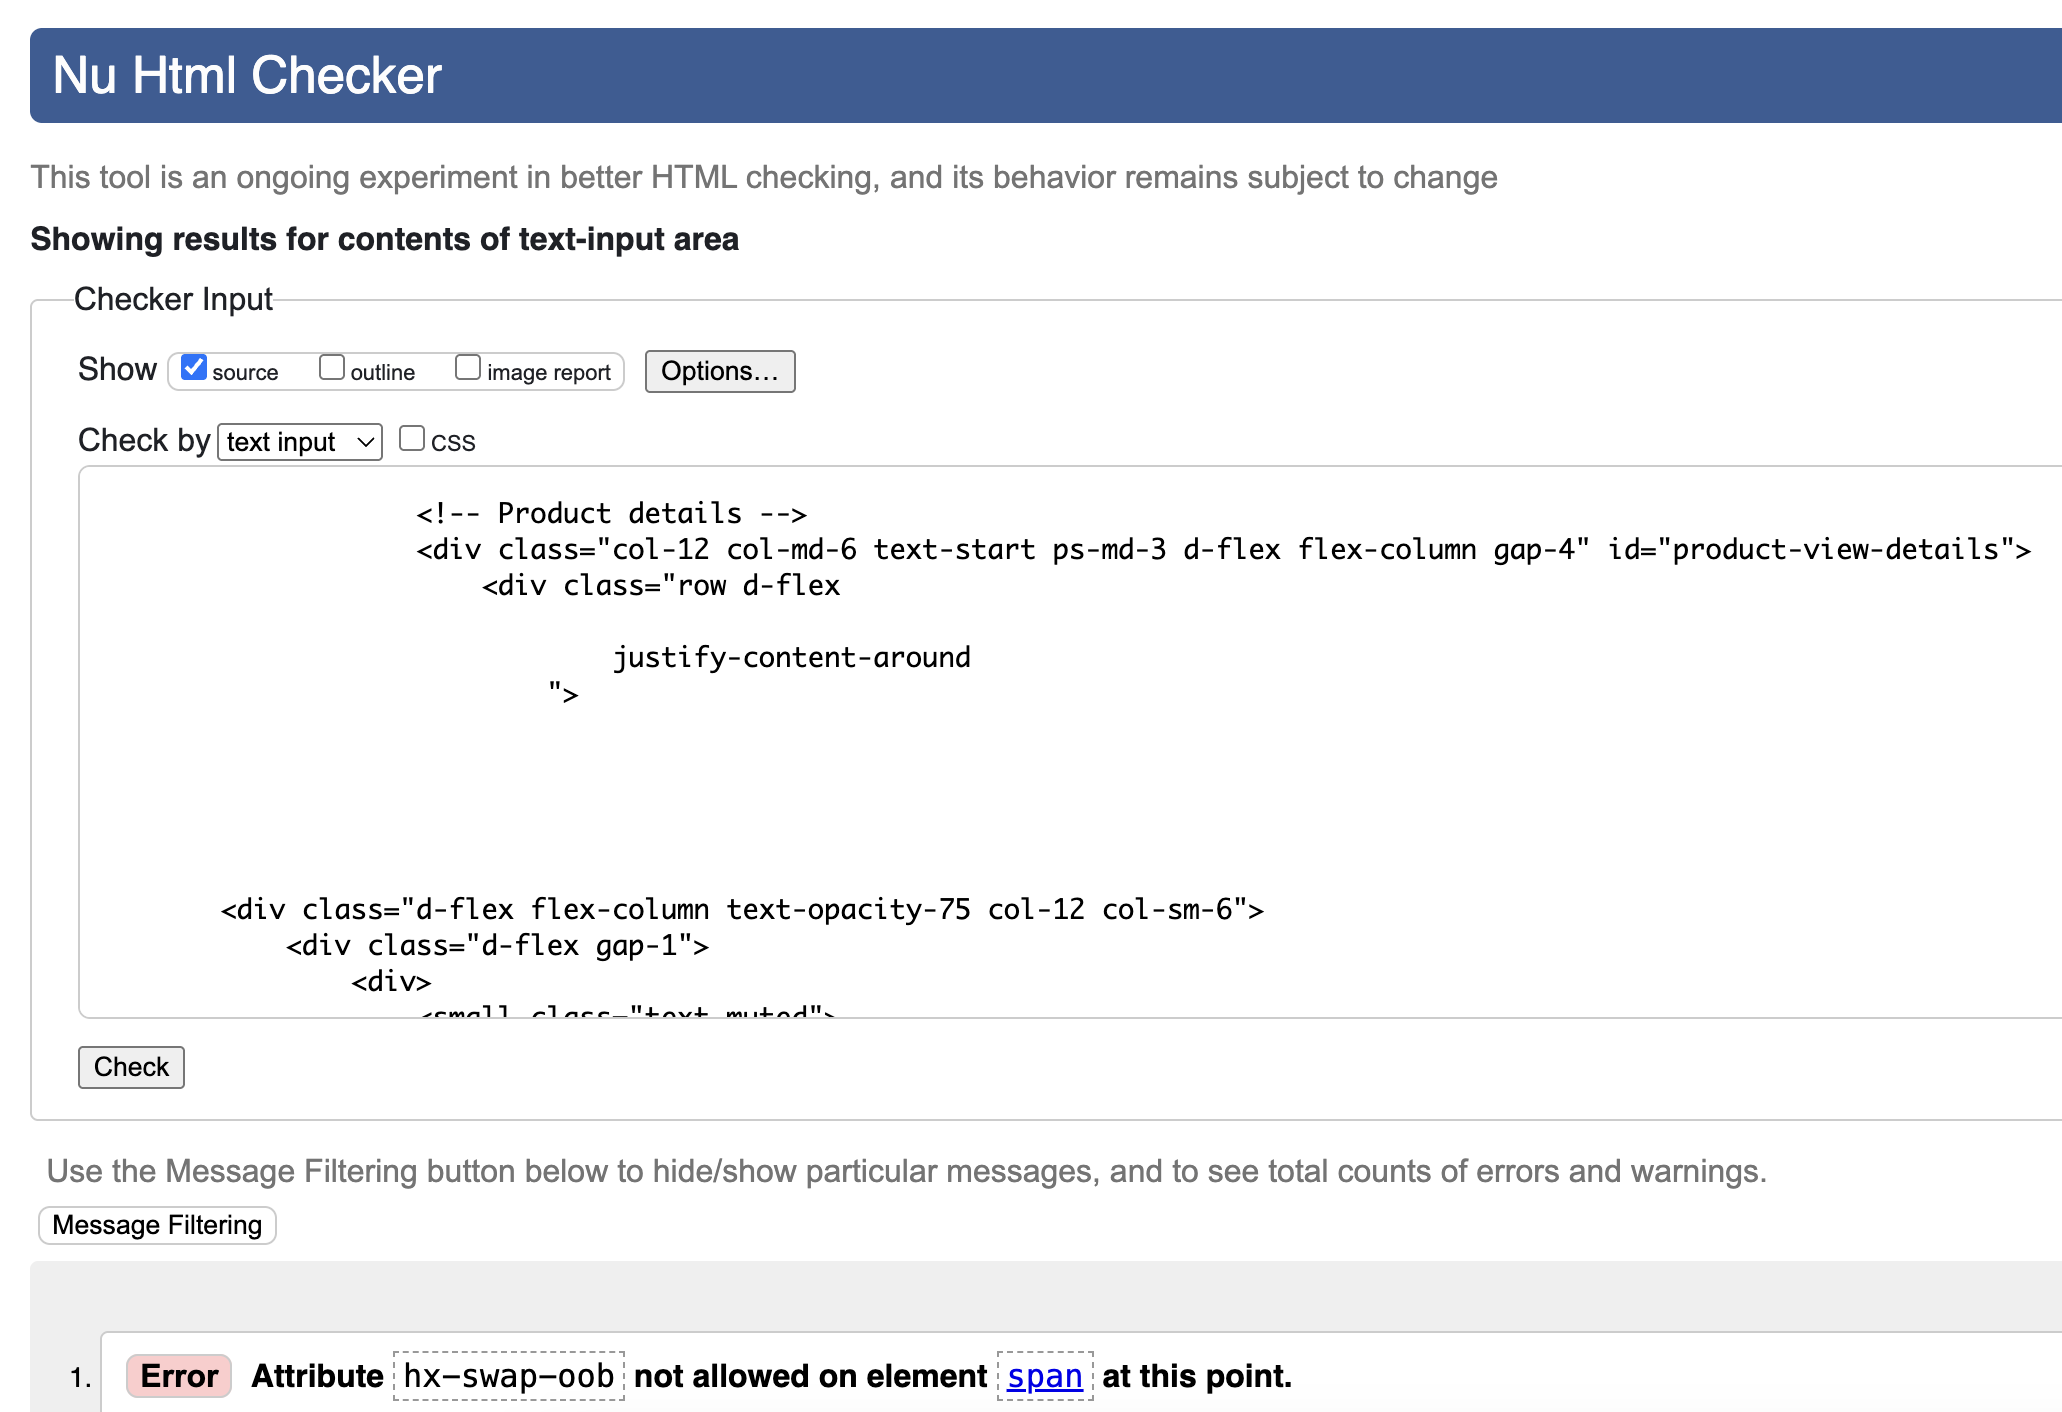 Nu Html Checker
This tool is an ongoing experiment in better HTML checking, and its behavior remains subject to change
Showing results for contents of text-input area
Checker Input
Show source outline image report Options...
Check by text input css
<!-- Product details -->
<div class="col-12 col-md-6 text-start ps-md-3 d-flex flex-column gap-4" id="product-view-details">
<div class="row d-flex
justify-content-around
">
<div class="d-flex flex-column text-opacity-75 col-12 col-sm-6">
<div class="d-flex gap-1">
<div>
<small class="text-muted">
Check
Use the Message Filtering button below to hide/show particular messages, and to see total counts of errors and warnings.
Message Filtering
1. Error Attribute hx-swap-oob not allowed on element span at this point.